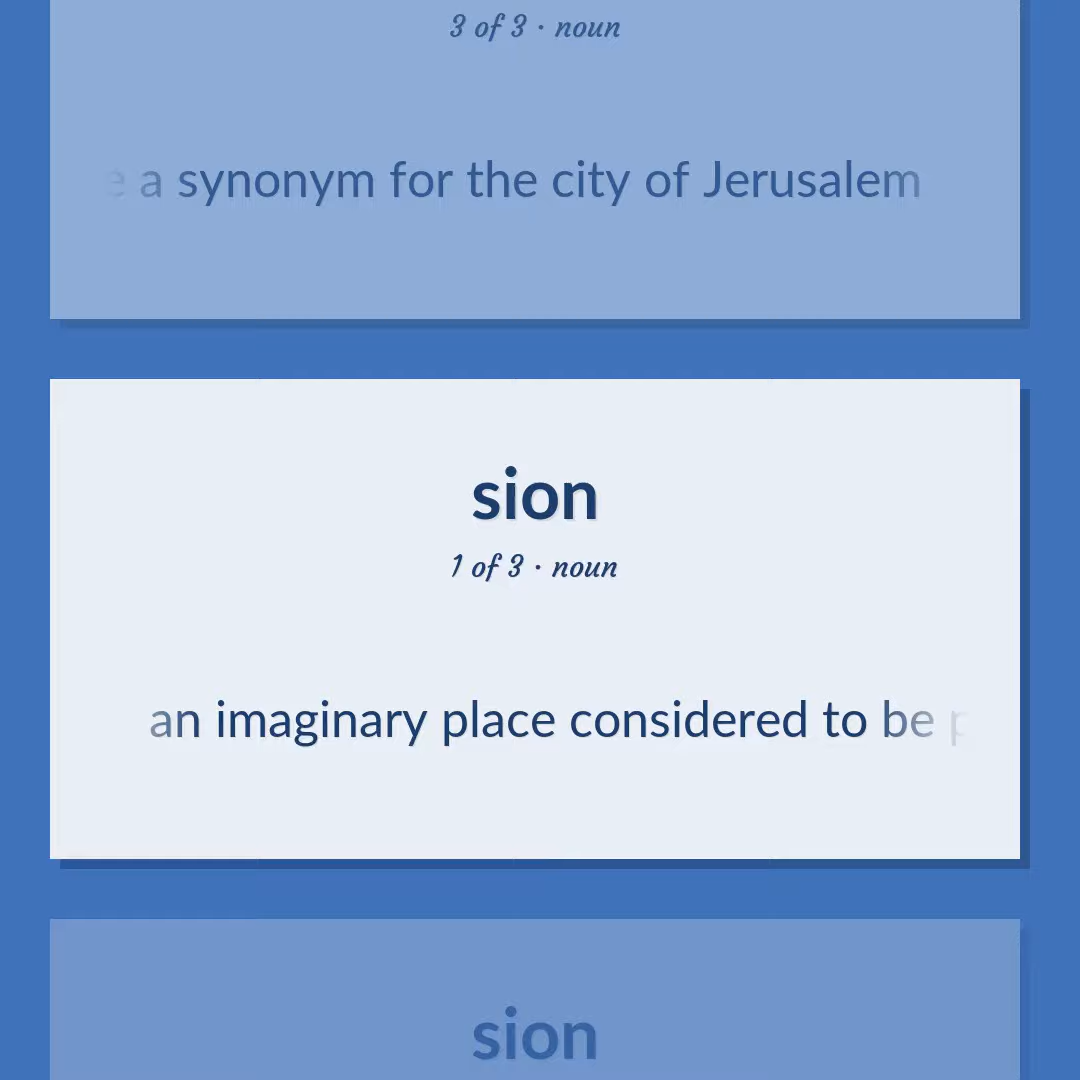 3 of 3 · noun
a synonym for the city of Jerusalem
sion
1 of 3 · noun
an imaginary place considered to be
sion